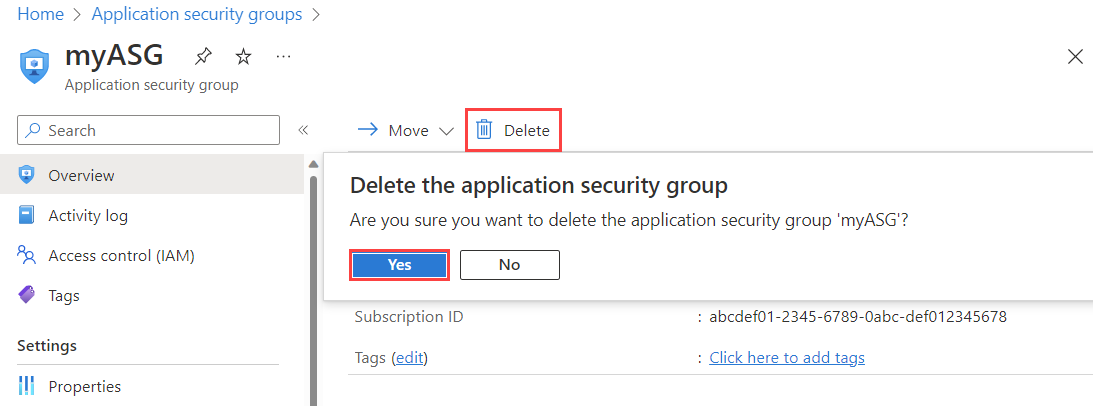 Home > Application security groups >
myASG
Application security group
Search
«
Move
Delete
Overview
Activity log
Access control (IAM)
Tags
Settings
Properties
Delete the application security group
Are you sure you want to delete the application security group 'myASG'?
Yes
No
Subscription ID : abcdef01-2345-6789-0abc-def012345678
Tags (edit) : Click here to add tags